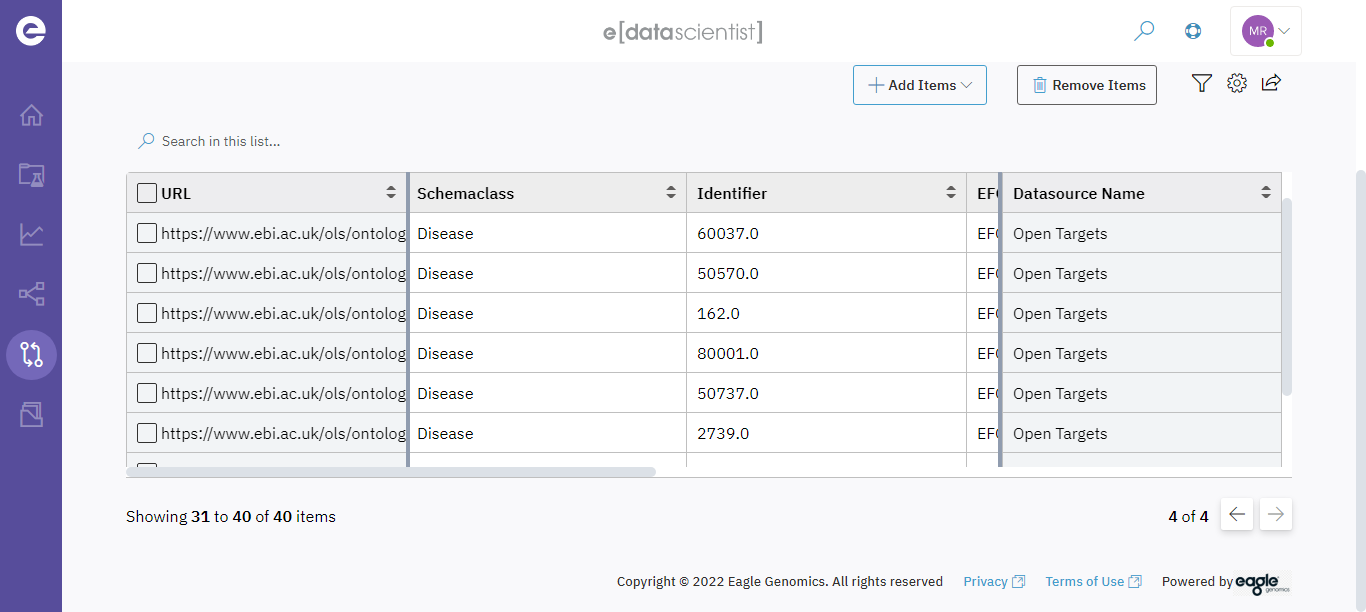 e[datascientist]
MR
Add Items
Remove Items
Search in this list...
URL Schemaclass Identifier EF Datasource Name
https://www.ebi.ac.uk/ols/ontolog Disease 60037.0 EF Open Targets
https://www.ebi.ac.uk/ols/ontolog Disease 50570.0 EF Open Targets
https://www.ebi.ac.uk/ols/ontolog Disease 162.0 EF Open Targets
https://www.ebi.ac.uk/ols/ontolog Disease 80001.0 EF Open Targets
https://www.ebi.ac.uk/ols/ontolog Disease 50737.0 EF Open Targets
https://www.ebi.ac.uk/ols/ontolog Disease 2739.0 EF Open Targets
Showing 31 to 40 of 40 items
4 of 4
Copyright © 2022 Eagle Genomics. All rights reserved Privacy Terms of Use Powered by eagle genomics